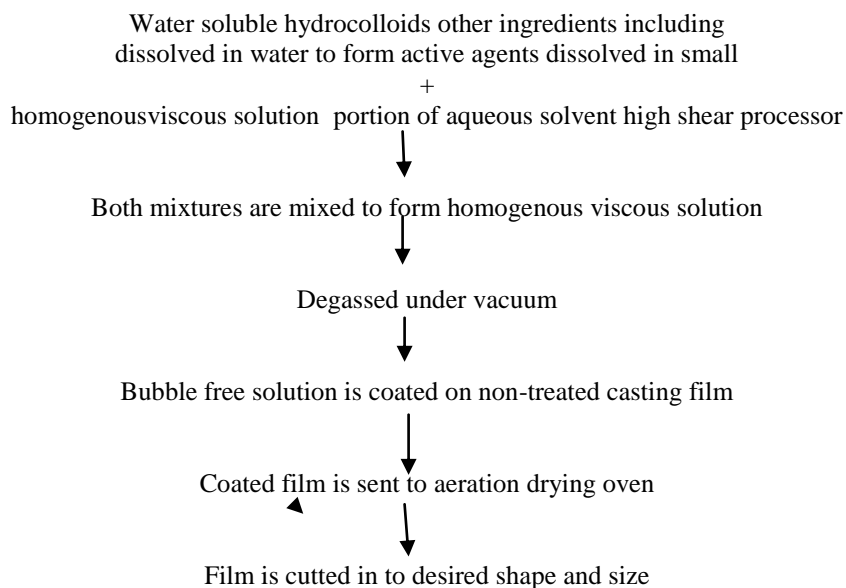 Water soluble hydrocolloids other ingredients including
dissolved in water to form active agents dissolved in small
+
homogenousviscous solution portion of aqueous solvent high shear processor
Both mixtures are mixed to form homogenous viscous solution
Degassed under vacuum
Bubble free solution is coated on non-treated casting film
Coated film is sent to aeration drying oven
Film is cutted in to desired shape and size